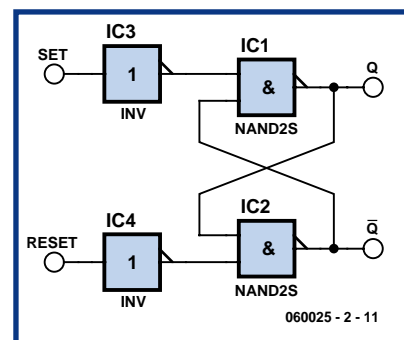 IC3
IC1
SET
1
&
Q
INV
NAND2S
IC4
IC2
RESET
1
&
Q̅
INV
NAND2S
060025 - 2 - 11